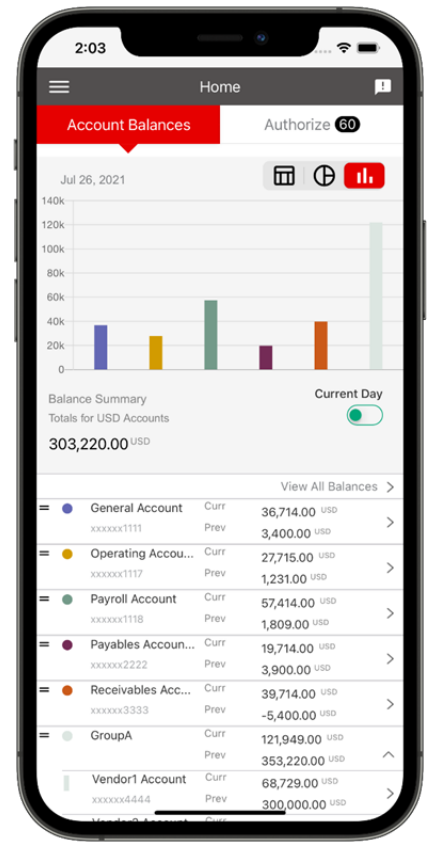 2:03
Home
Account Balances
Authorize 60
Jul 26, 2021
140k
120k
100k
80k
60k
40k
20k
0
Balance Summary
Current Day
Totals for USD Accounts
303,220.00 USD
View All Balances
General Account Curr 36,714.00 USD
xxxxxx1111 Prev 3,400.00 USD
Operating Accou... Curr 27,715.00 USD
xxxxxx1117 Prev 1,231.00 USD
Payroll Account Curr 57,414.00 USD
xxxxxx1118 Prev 1,809.00 USD
Payables Accoun... Curr 19,714.00 USD
xxxxxx2222 Prev 3,900.00 USD
Receivables Acc... Curr 39,714.00 USD
xxxxxx3333 Prev -5,400.00 USD
GroupA Curr 121,949.00 USD
Prev 353,220.00 USD
Vendor1 Account Curr 68,729.00 USD
xxxxxx4444 Prev 300,000.00 USD